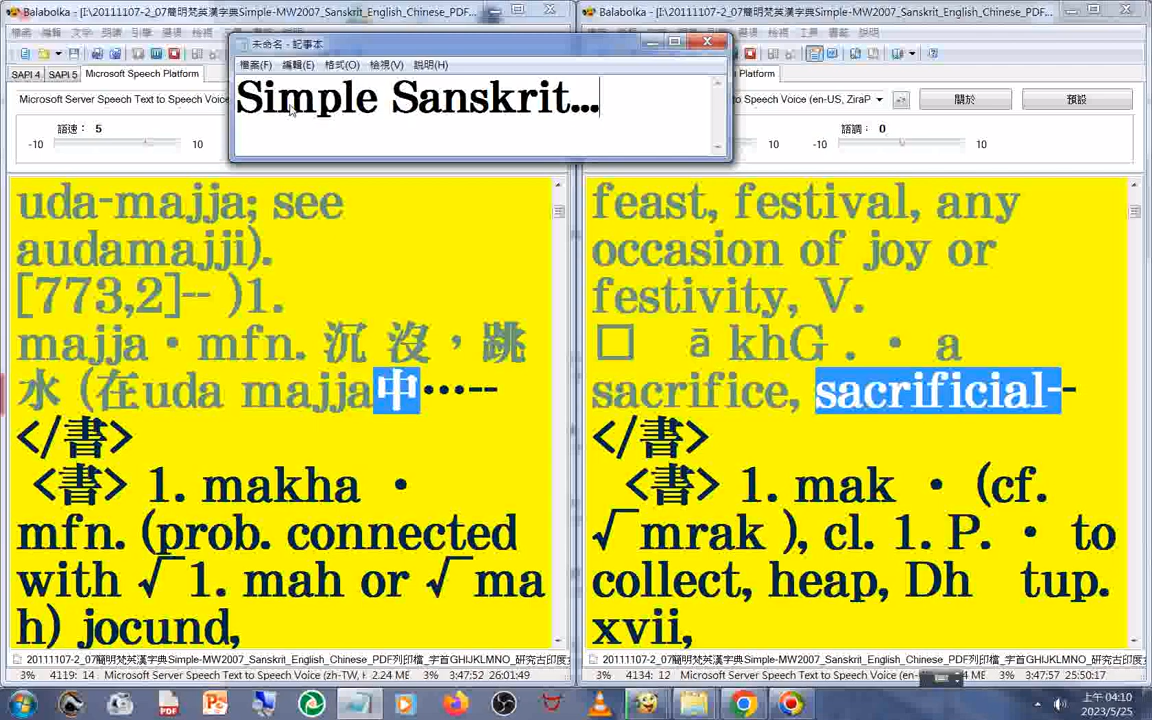 Balabolka - [I:\20111107-2_07簡明梵英漢字典Simple-MW2007_Sanskrit_English_Chinese_PDF...
Balabolka - [I:\20111107-2_07簡明梵英漢字典Simple-MW2007_Sanskrit_English_Chinese_PDF...
未命名 - 記事本
檔案(F) 編輯(E) 格式(O) 檢視(V) 說明(H)
Simple Sanskrit...
SAPI 4 SAPI 5 Microsoft Speech Platform
Platform
Microsoft Server Speech Text to Speech Voice
to Speech Voice (en-US, ZiraP
關於
預設
語速： 5
-10 10
10
語調： 0
-10 10
uda-majja; see
audamajji).
[773,2]-- )1.
majja • mfn. 沉 沒，跳
水 (在uda majja中…--
</書>
<書> 1. makha •
mfn. (prob. connected
with √ 1. mah or √ ma
h) jocund,
feast, festival, any
occasion of joy or
festivity, V.
□ ā khG . • a
sacrifice, sacrificial--
</書>
<書> 1. mak • (cf.
√ mrak ), cl. 1. P. • to
collect, heap, Dh tup.
xvii,
20111107-2_07簡明梵英漢字典Simple-MW2007_Sanskrit_English_Chinese_PDF列印檔_字首GHIJKLMNO_研究古印度
20111107-2_07簡明梵英漢字典Simple-MW2007_Sanskrit_English_Chinese_PDF列印檔_字首GHIJKLMNO_研究古印度
3% 4119: 14 Microsoft Server Speech Text to Speech Voice (zh-TW, 2.24 MB 3% 3:47:52 26:01:49
3% 4134: 12 Microsoft Server Speech Text to Speech Voice (en- 3% 3:47:57 25:50:17
上午 04:10
2023/5/25